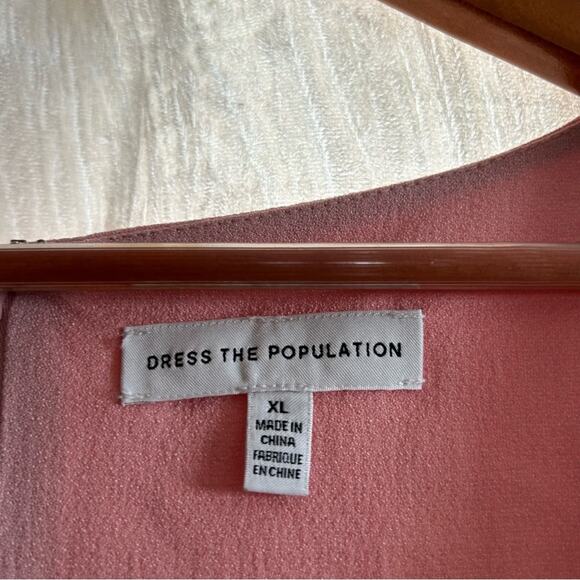 DRESS THE POPULATION
XL
MADE IN
CHINA
FABRIQUE
EN CHINE